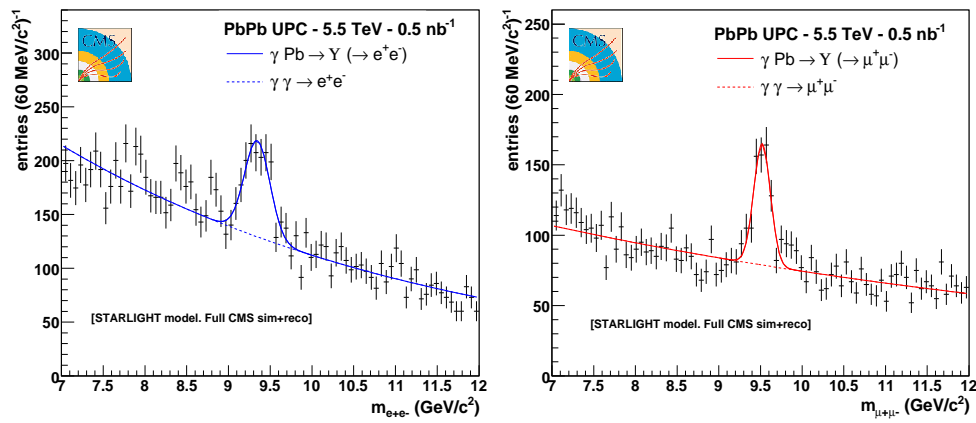 PbPb UPC - 5.5 TeV - 0.5 nb⁻¹
CMS
γ Pb → Υ (→ e⁺e⁻)
γ γ → e⁺e⁻
entries (60 MeV/c²)⁻¹
300
250
200
150
100
50
0
[STARLIGHT model. Full CMS sim+reco]
7 7.5 8 8.5 9 9.5 10 10.5 11 11.5 12
m e+e- (GeV/c²)
PbPb UPC - 5.5 TeV - 0.5 nb⁻¹
CMS
γ Pb → Υ (→ μ⁺μ⁻)
γ γ → μ⁺μ⁻
entries (60 MeV/c²)⁻¹
250
200
150
100
50
0
[STARLIGHT model. Full CMS sim+reco]
7 7.5 8 8.5 9 9.5 10 10.5 11 11.5 12
m μ+μ- (GeV/c²)